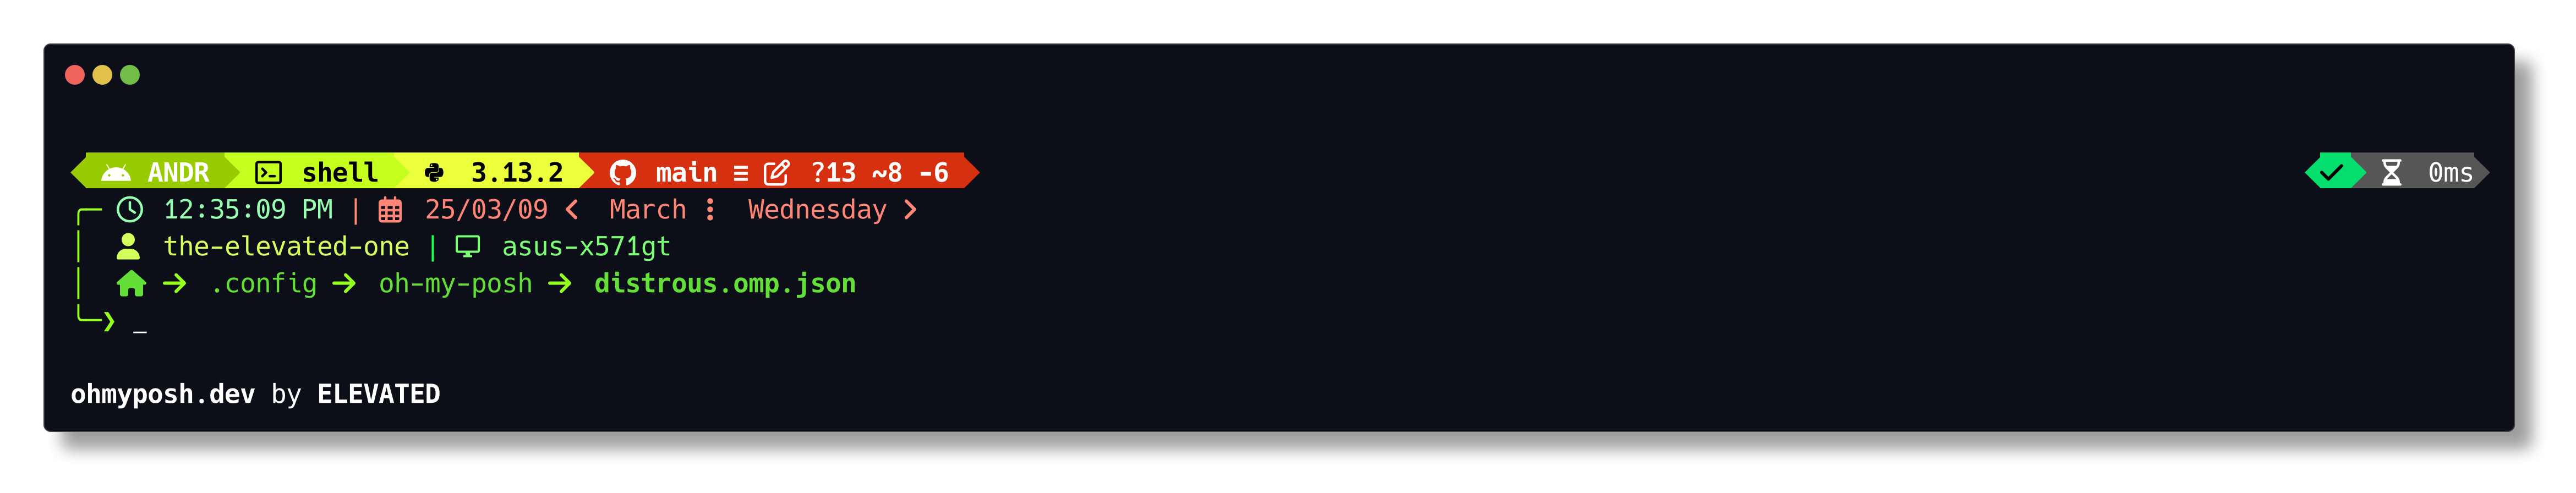 ANDR shell 3.13.2 main ≡ ?13 ~8 -6 0ms
12:35:09 PM | 25/03/09 < March ⋮ Wednesday >
the-elevated-one | asus-x571gt
→ .config → oh-my-posh → distrous.omp.json
❯ _
ohmyposh.dev by ELEVATED